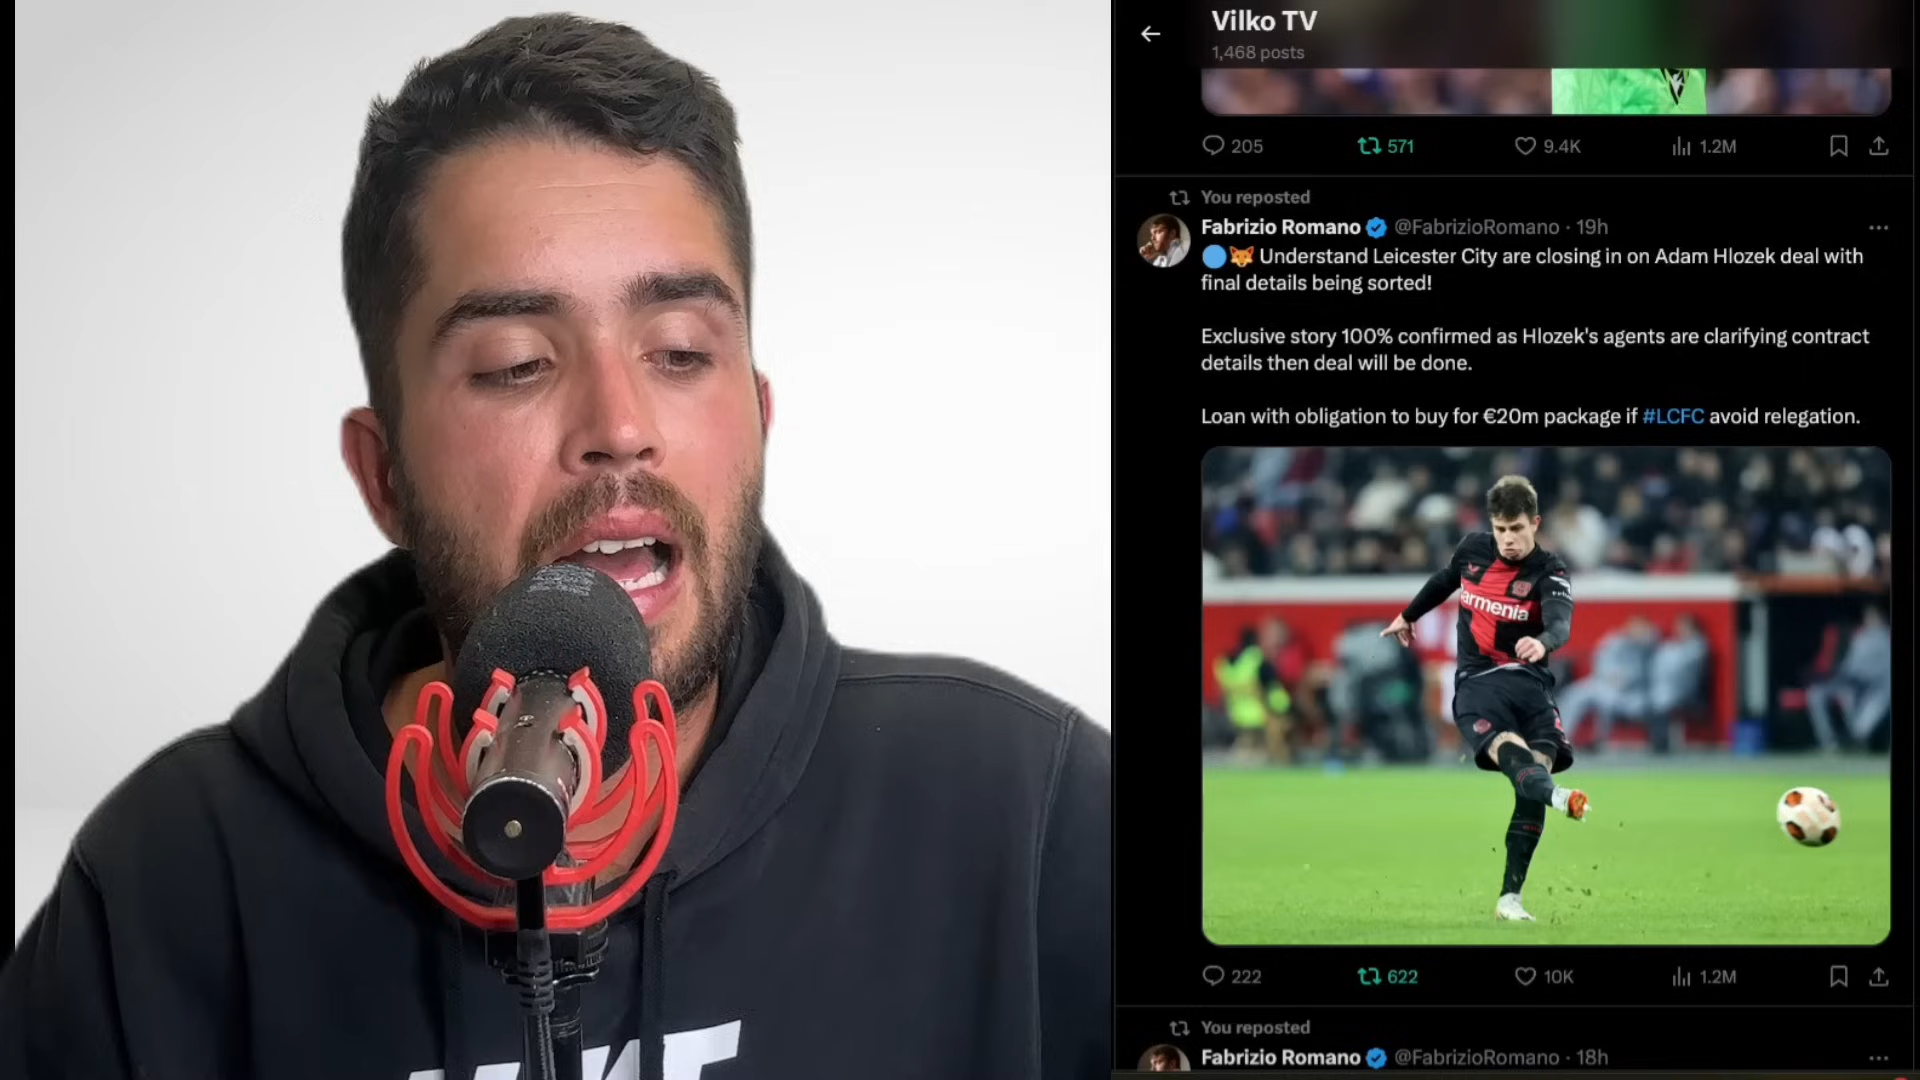 Vilko TV
1,468 posts
205 571 9.4K 1.2M
You reposted
Fabrizio Romano @FabrizioRomano · 19h
🔵🦊 Understand Leicester City are closing in on Adam Hlozek deal with
final details being sorted!
Exclusive story 100% confirmed as Hlozek's agents are clarifying contract
details then deal will be done.
Loan with obligation to buy for €20m package if #LCFC avoid relegation.
armenia
222 622 10K 1.2M
You reposted
Fabrizio Romano @FabrizioRomano · 18h